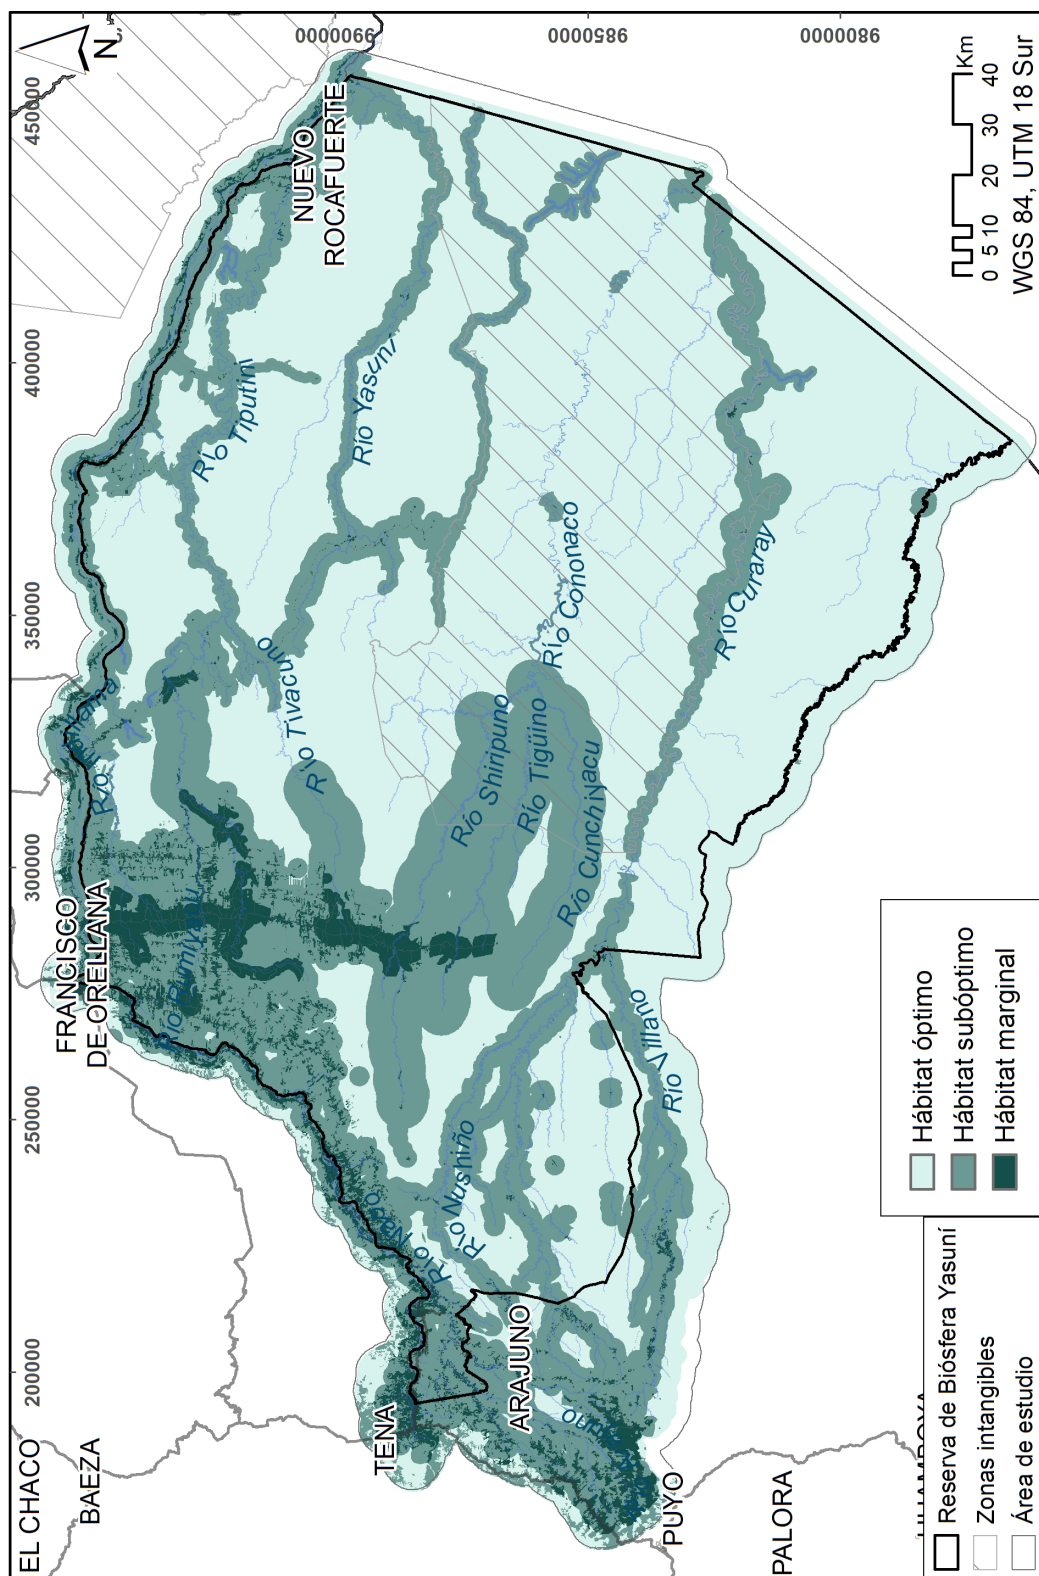 200000
250000
300000
350000
400000
450000
9900000
9850000
9800000
N
EL CHACO
BAEZA
TENA
ARAJUNO
PUYO
PALORA
FRANCISCO
DE ORELLANA
NUEVO
ROCAFUERTE
Río Rumiyacu
Río Tiputini
Río Yasuní
Río Tivacuno
Río Shiripuno
Río Tigüino
Río Cononaco
Río Cunchiyacu
Río Curaray
Río Napo
Río Nushiño
Río Villano
Reserva de Biósfera Yasuní
Zonas intangibles
Área de estudio
Hábitat óptimo
Hábitat subóptimo
Hábitat marginal
0 5 10 20 30 40
Km
WGS 84, UTM 18 Sur